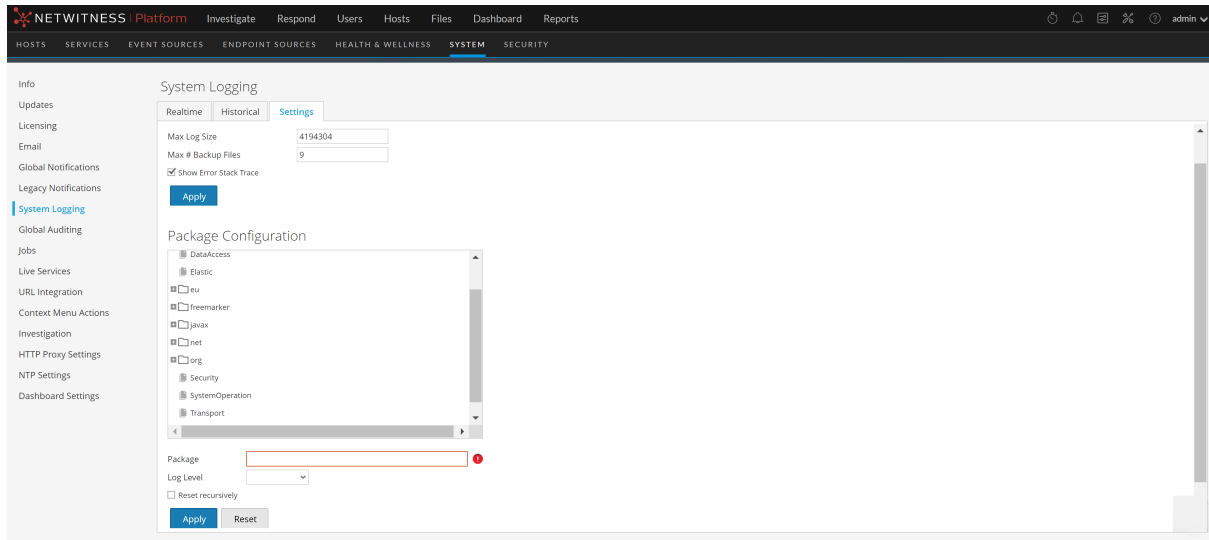 NETWITNESS Platform Investigate Respond Users Hosts Files Dashboard Reports admin
HOSTS SERVICES EVENT SOURCES ENDPOINT SOURCES HEALTH & WELLNESS SYSTEM SECURITY
Info
Updates
Licensing
Email
Global Notifications
Legacy Notifications
System Logging
Global Auditing
Jobs
Live Services
URL Integration
Context Menu Actions
Investigation
HTTP Proxy Settings
NTP Settings
Dashboard Settings
System Logging
Realtime Historical Settings
Max Log Size 4194304
Max # Backup Files 9
Show Error Stack Trace
Apply
Package Configuration
DataAccess
Elastic
eu
freemarker
javax
net
org
Security
SystemOperation
Transport
Package
Log Level
Reset recursively
Apply Reset